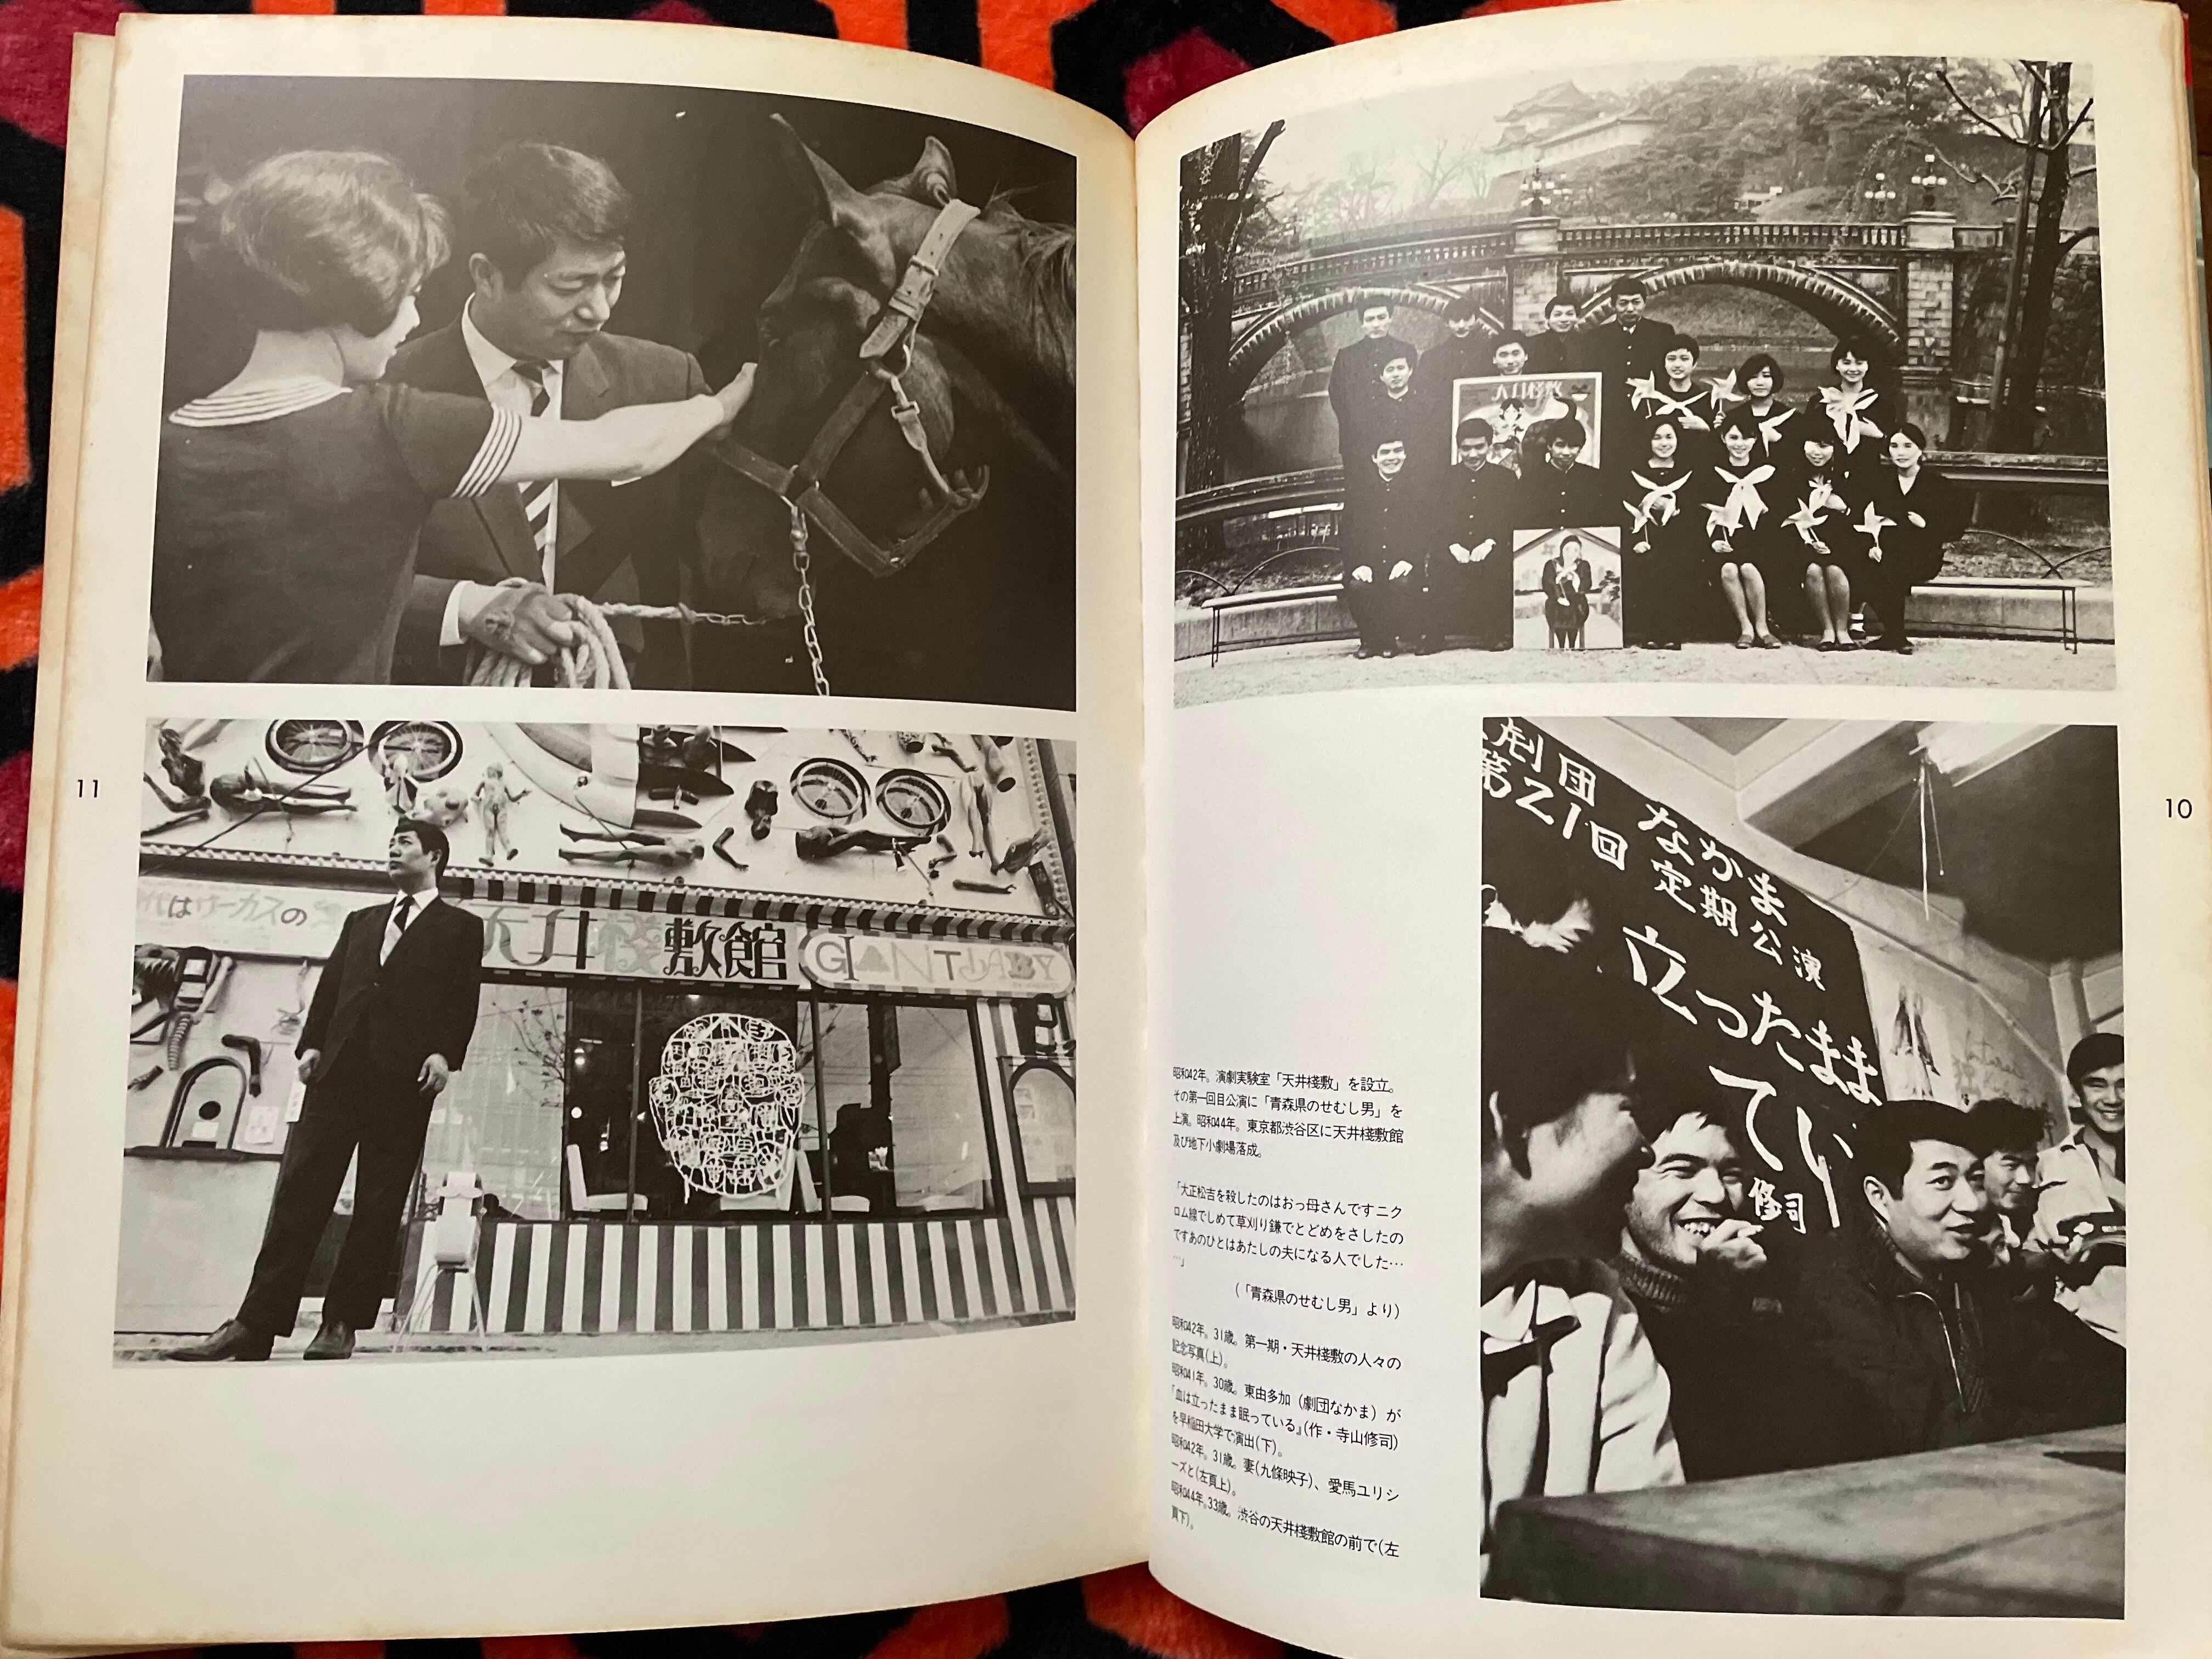 10
天井棧敷
昭和42年。演劇実験室「天井棧敷」を設立。
その第一回目公演に「青森県のせむし男」を
上演。昭和44年。東京都渋谷区に天井棧敷館
及び地下小劇場落成。
「大正松吉を殺したのはおっ母さんですニク
ロム線でしめて草刈り鎌でとどめをさしたの
ですあのひとはあたしの夫になる人でした…
…」
(「青森県のせむし男」より)
昭和42年。31歳。第一期・天井棧敷の人々の
記念写真(上)。
昭和41年。30歳。東由多加（劇団なかま）が
「血は立ったまま眠っている』(作・寺山修司)
を早稲田大学で演出(下)。
昭和42年。31歳。妻(九條映子)、愛馬ユリシ
ーズと(左頁上)。
昭和44年。33歳。渋谷の天井棧敷館の前で(左
頁下)。
劇団 なかま
第21回 定期公演
立ったまま
てい
修司
11
代はサーカスの
天井棧敷館
GIANT BABY